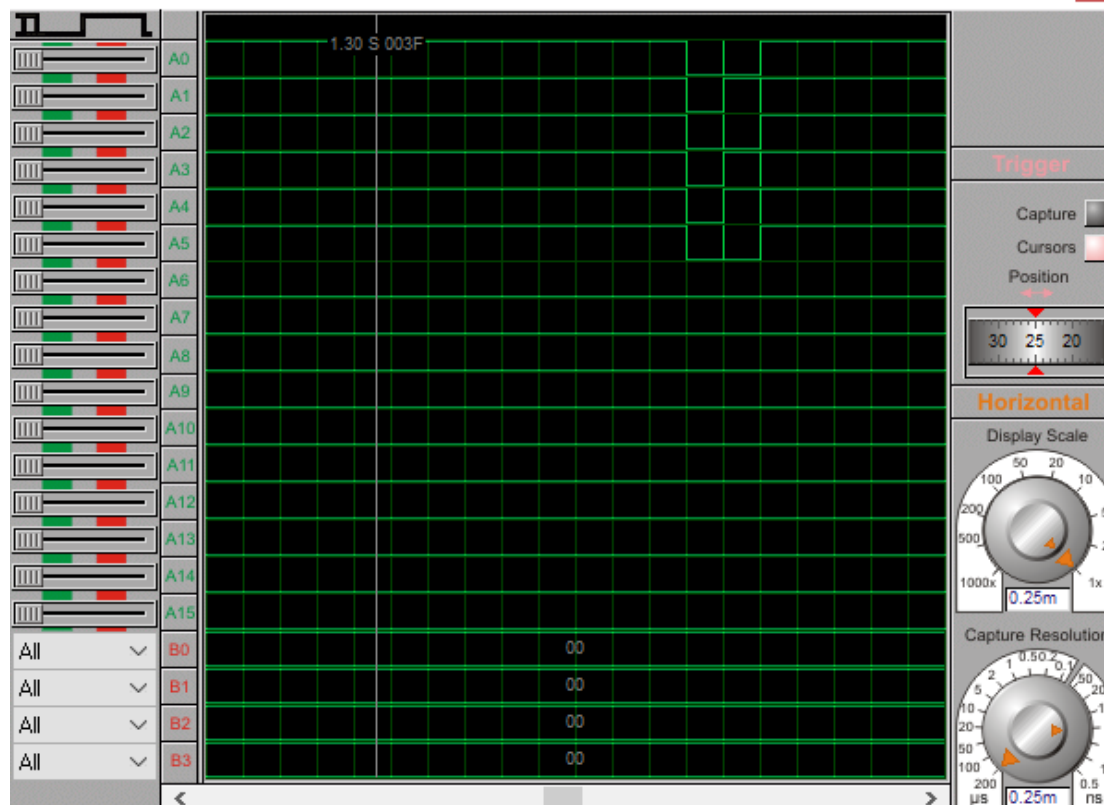 1.30 S 003F
A0
A1
A2
A3
A4
A5
A6
A7
A8
A9
A10
A11
A12
A13
A14
A15
All B0 00
All B1 00
All B2 00
All B3 00
Trigger
Capture
Cursors
Position
30 25 20
Horizontal
Display Scale
50 20
100 10
200
500
1000x 1x
0.25m
Capture Resolution
1 0.5 0.2 0.1
2 50
5 20
10
20
50
100
200 0.5
µs 0.25m ns